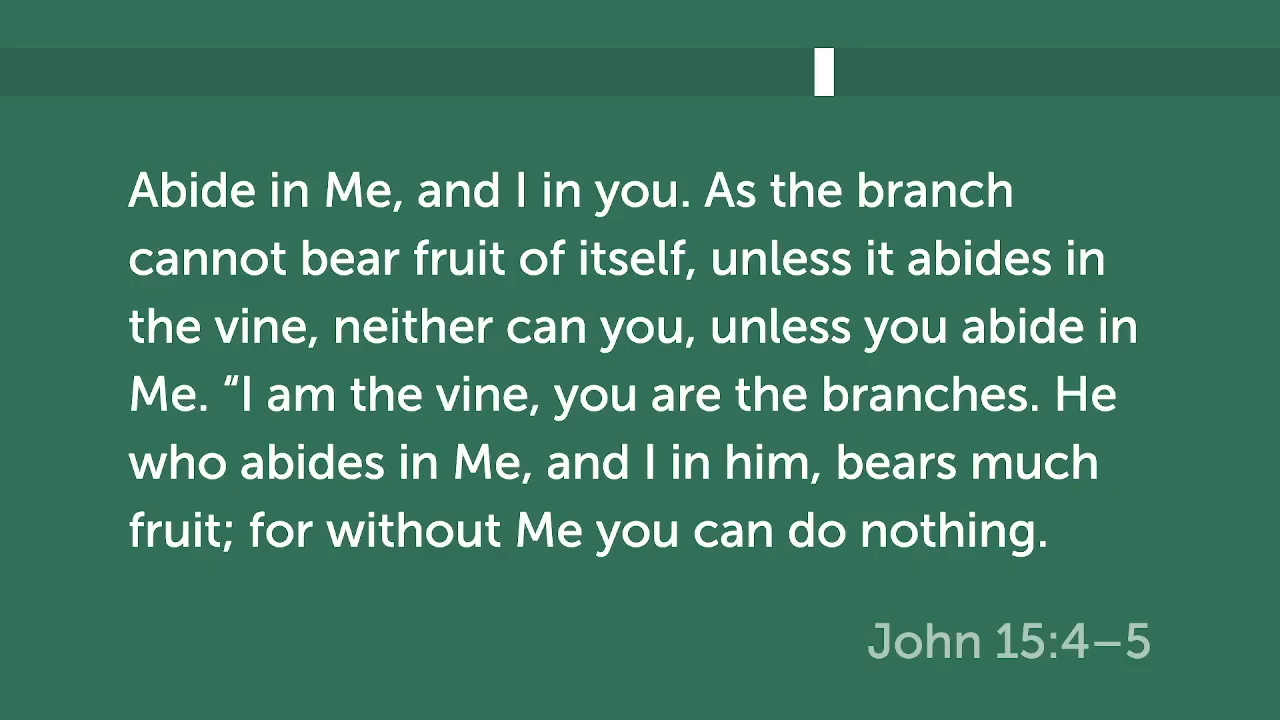 Abide in Me, and I in you. As the branch
cannot bear fruit of itself, unless it abides in
the vine, neither can you, unless you abide in
Me. “I am the vine, you are the branches. He
who abides in Me, and I in him, bears much
fruit; for without Me you can do nothing.
John 15:4–5